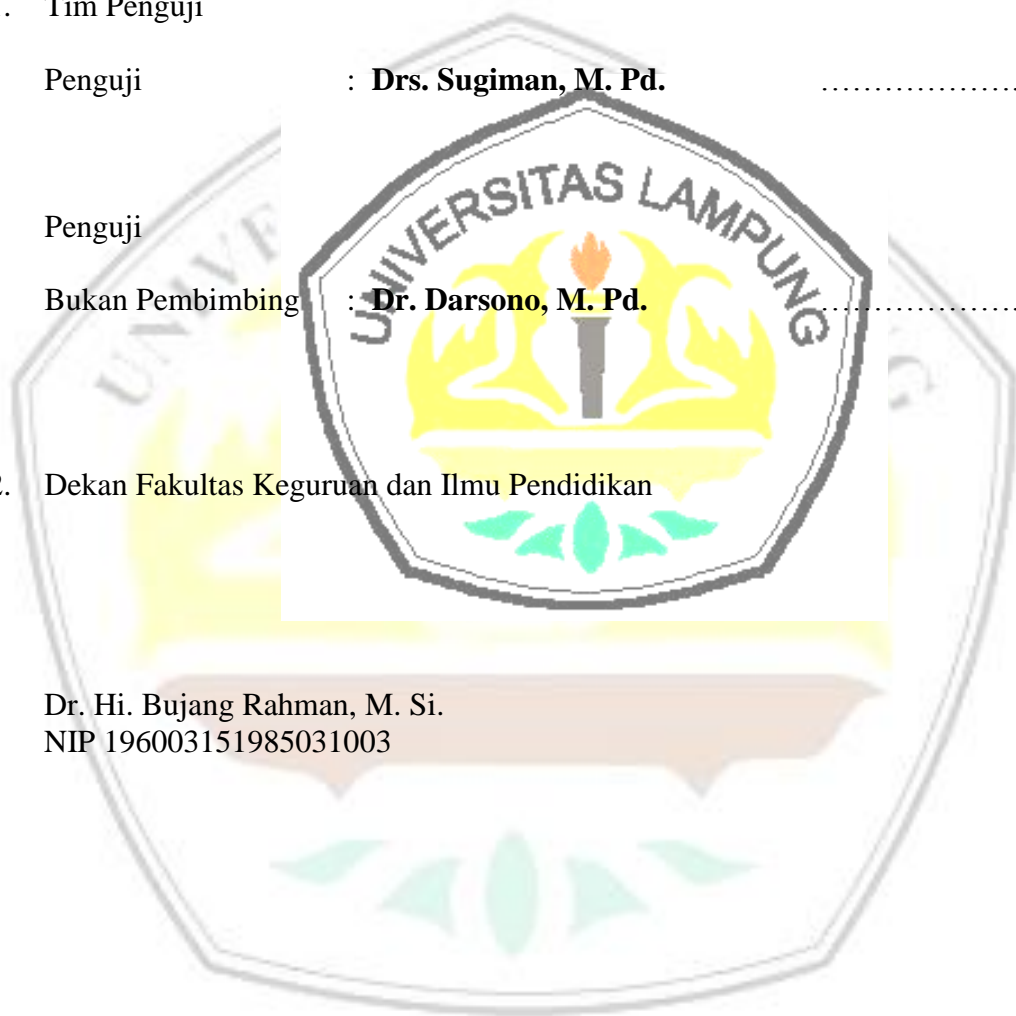 1. Tim Penguji
Penguji : Drs. Sugiman, M. Pd. ………………
UNIVERSITAS LAMPUNG
Penguji
Bukan Pembimbing : Dr. Darsono, M. Pd. ………………
2. Dekan Fakultas Keguruan dan Ilmu Pendidikan
Dr. Hi. Bujang Rahman, M. Si.
NIP 196003151985031003